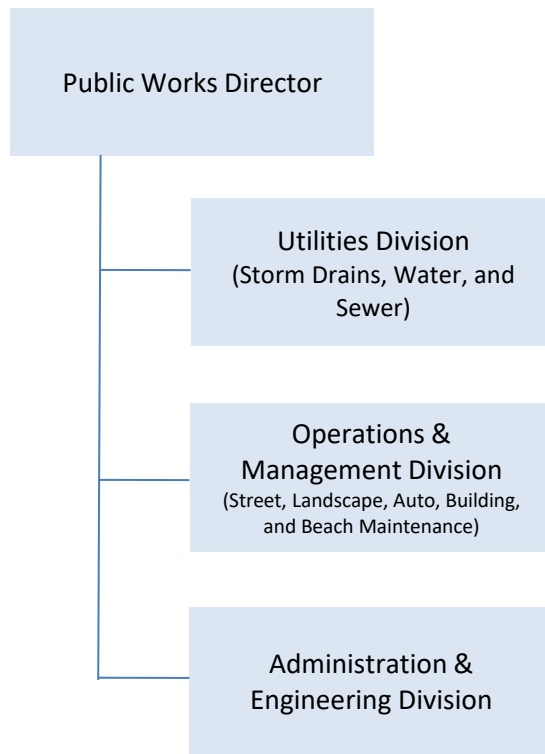 Public Works Director
Utilities Division
(Storm Drains, Water, and
Sewer)
Operations &
Management Division
(Street, Landscape, Auto, Building,
and Beach Maintenance)
Administration &
Engineering Division